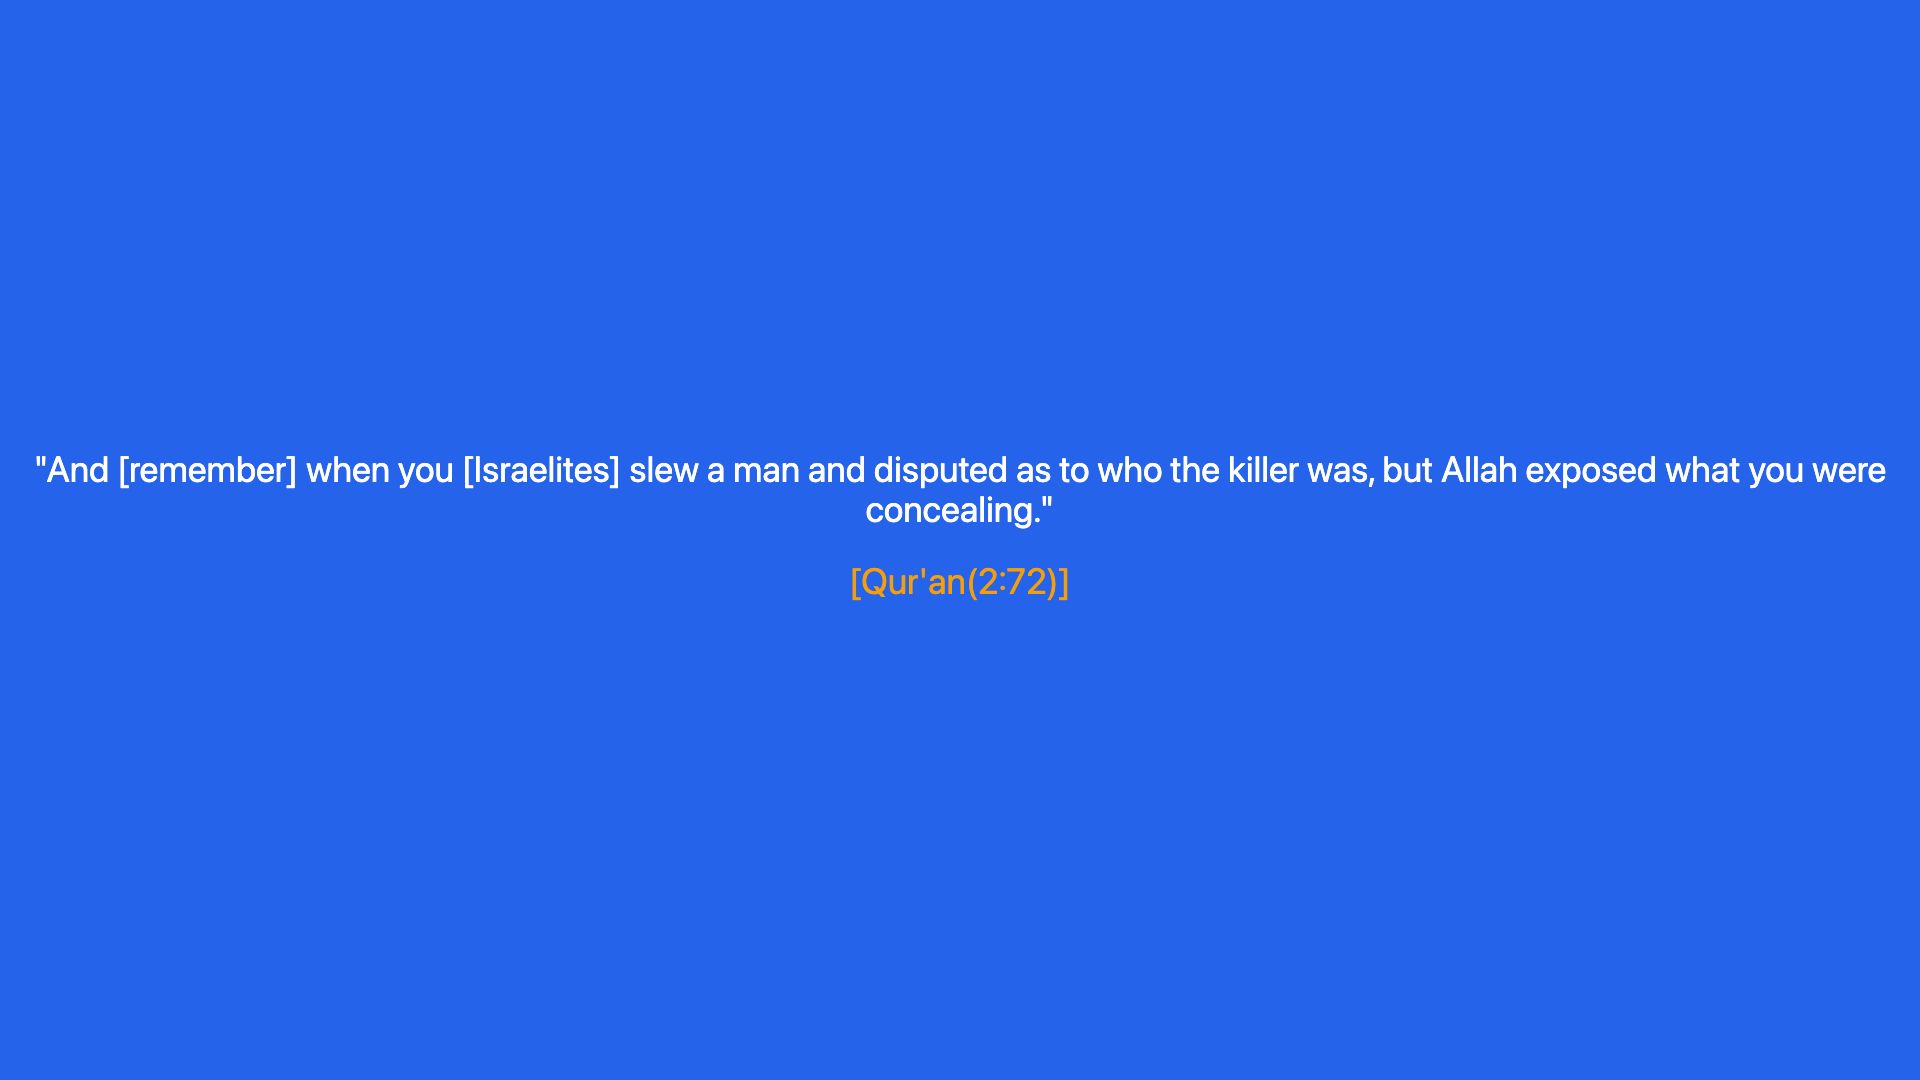 "And [remember] when you [Israelites] slew a man and disputed as to who the killer was, but Allah exposed what you were
concealing."
[Qur'an(2:72)]